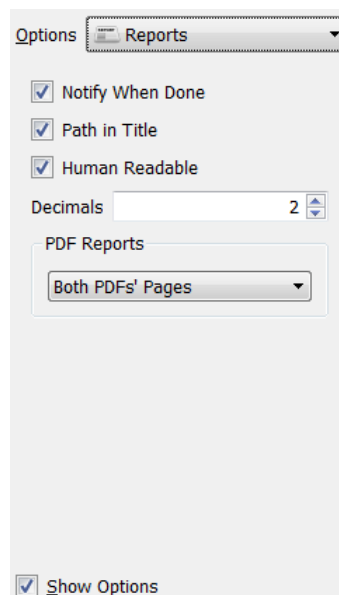 Options Reports
Notify When Done
Path in Title
Human Readable
Decimals 2
PDF Reports
Both PDFs' Pages
Show Options